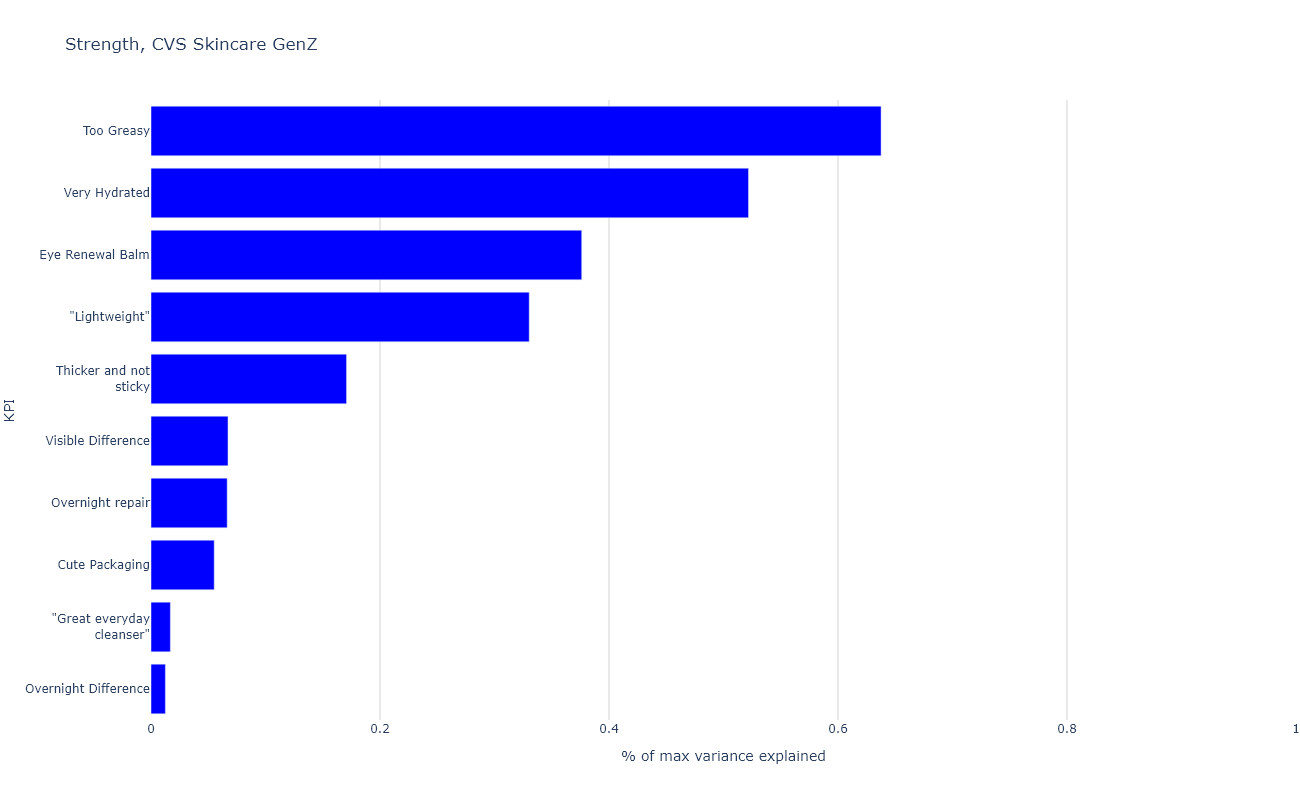 Strength, CVS Skincare GenZ
KPI
Too Greasy
Very Hydrated
Eye Renewal Balm
"Lightweight"
Thicker and not
sticky
Visible Difference
Overnight repair
Cute Packaging
"Great everyday
cleanser"
Overnight Difference
0 0.2 0.4 0.6 0.8 1
% of max variance explained